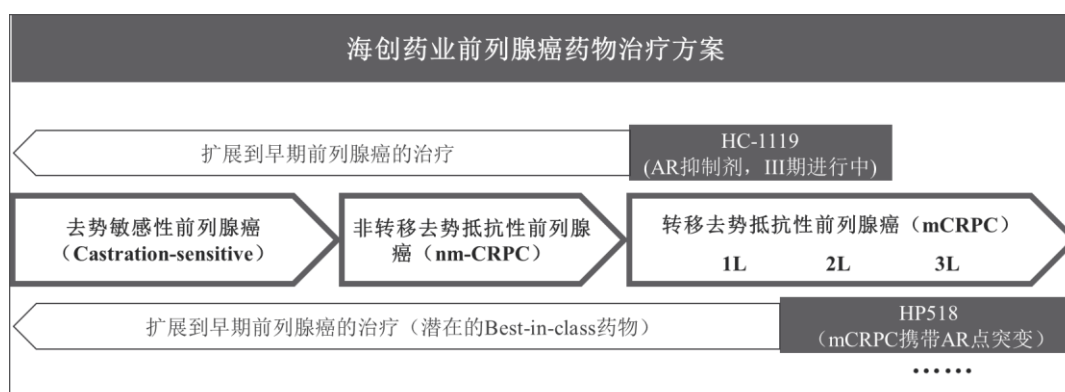 海创药业前列腺癌药物治疗方案
扩展到早期前列腺癌的治疗
HC-1119
(AR抑制剂，III期进行中)
去势敏感性前列腺癌
（Castration-sensitive）
非转移去势抵抗性前列腺
癌（nm-CRPC）
转移去势抵抗性前列腺癌（mCRPC）
1L 2L 3L
扩展到早期前列腺癌的治疗（潜在的Best-in-class药物）
HP518
（mCRPC携带AR点突变）
……